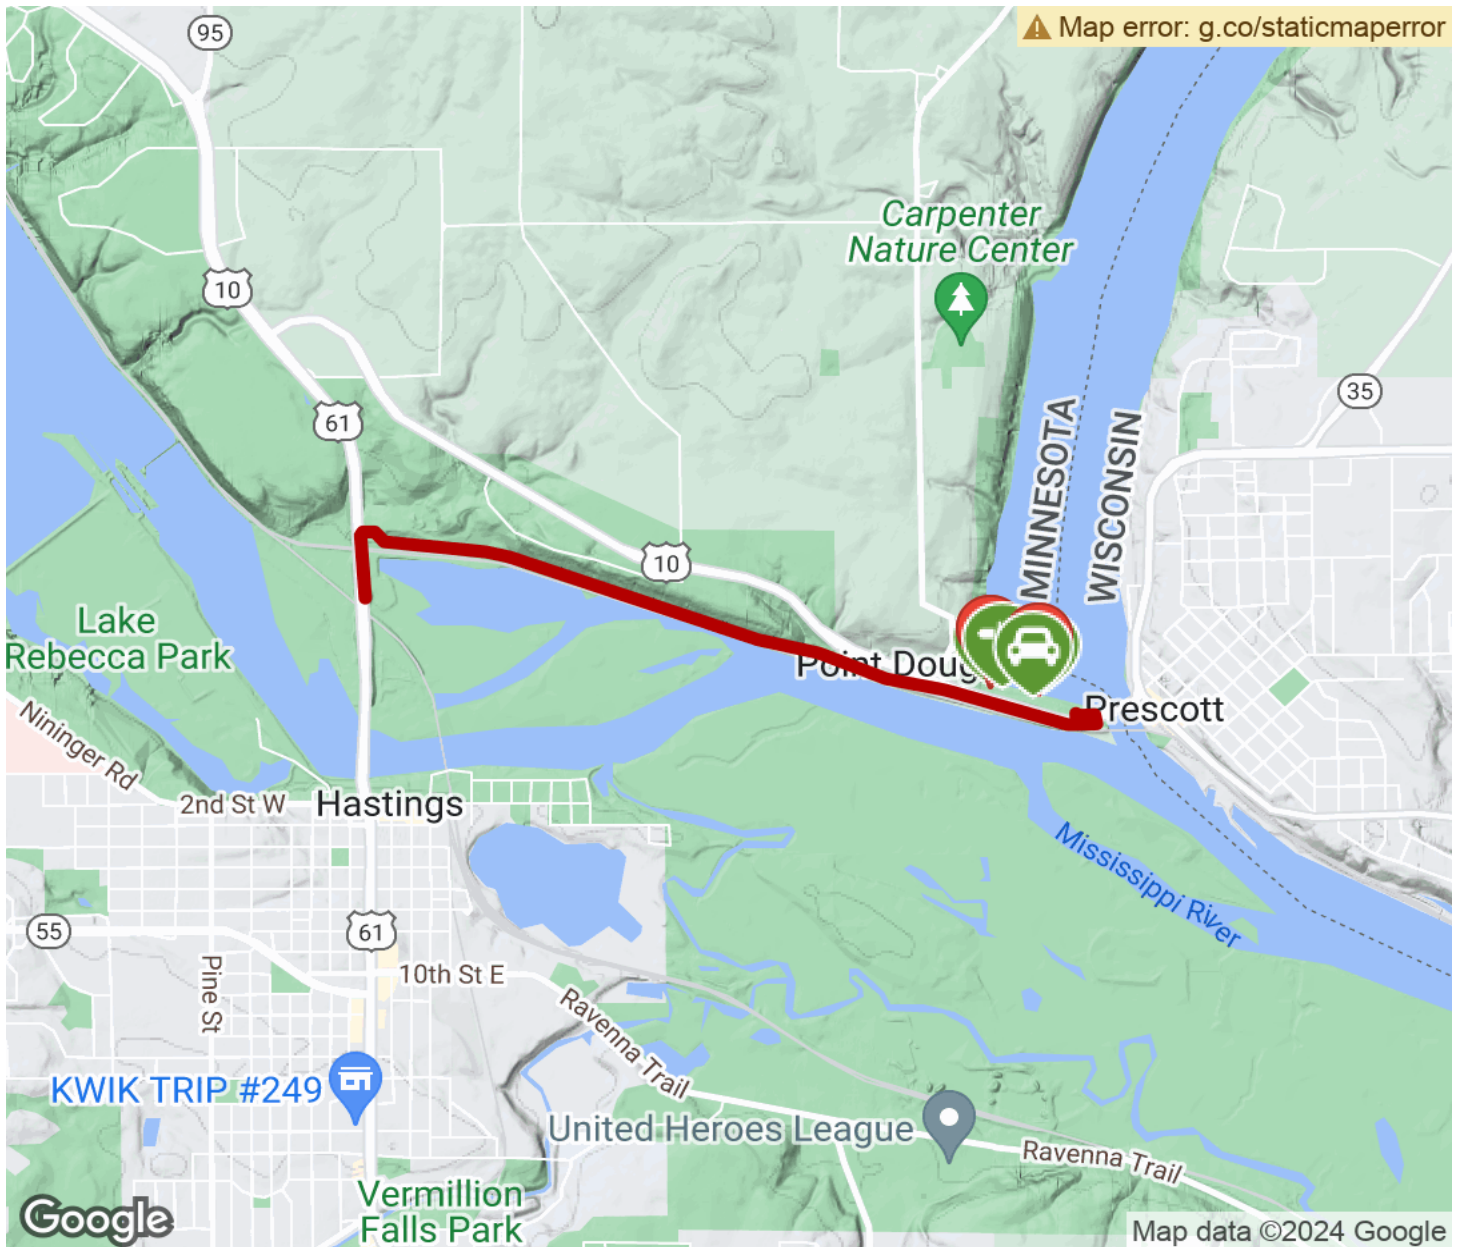 95
Map error: g.co/staticmaperror
Carpenter
Nature Center
10
61
35
MINNESOTA
WISCONSIN
10
Lake
Rebecca Park
Point Doug
Prescott
Nininger Rd
2nd St W
Hastings
Mississippi River
55
61
Pine St
10th St E
Ravenna Trail
KWIK TRIP #249
United Heroes League
Ravenna Trail
Vermillion
Falls Park
Google
Map data ©2024 Google